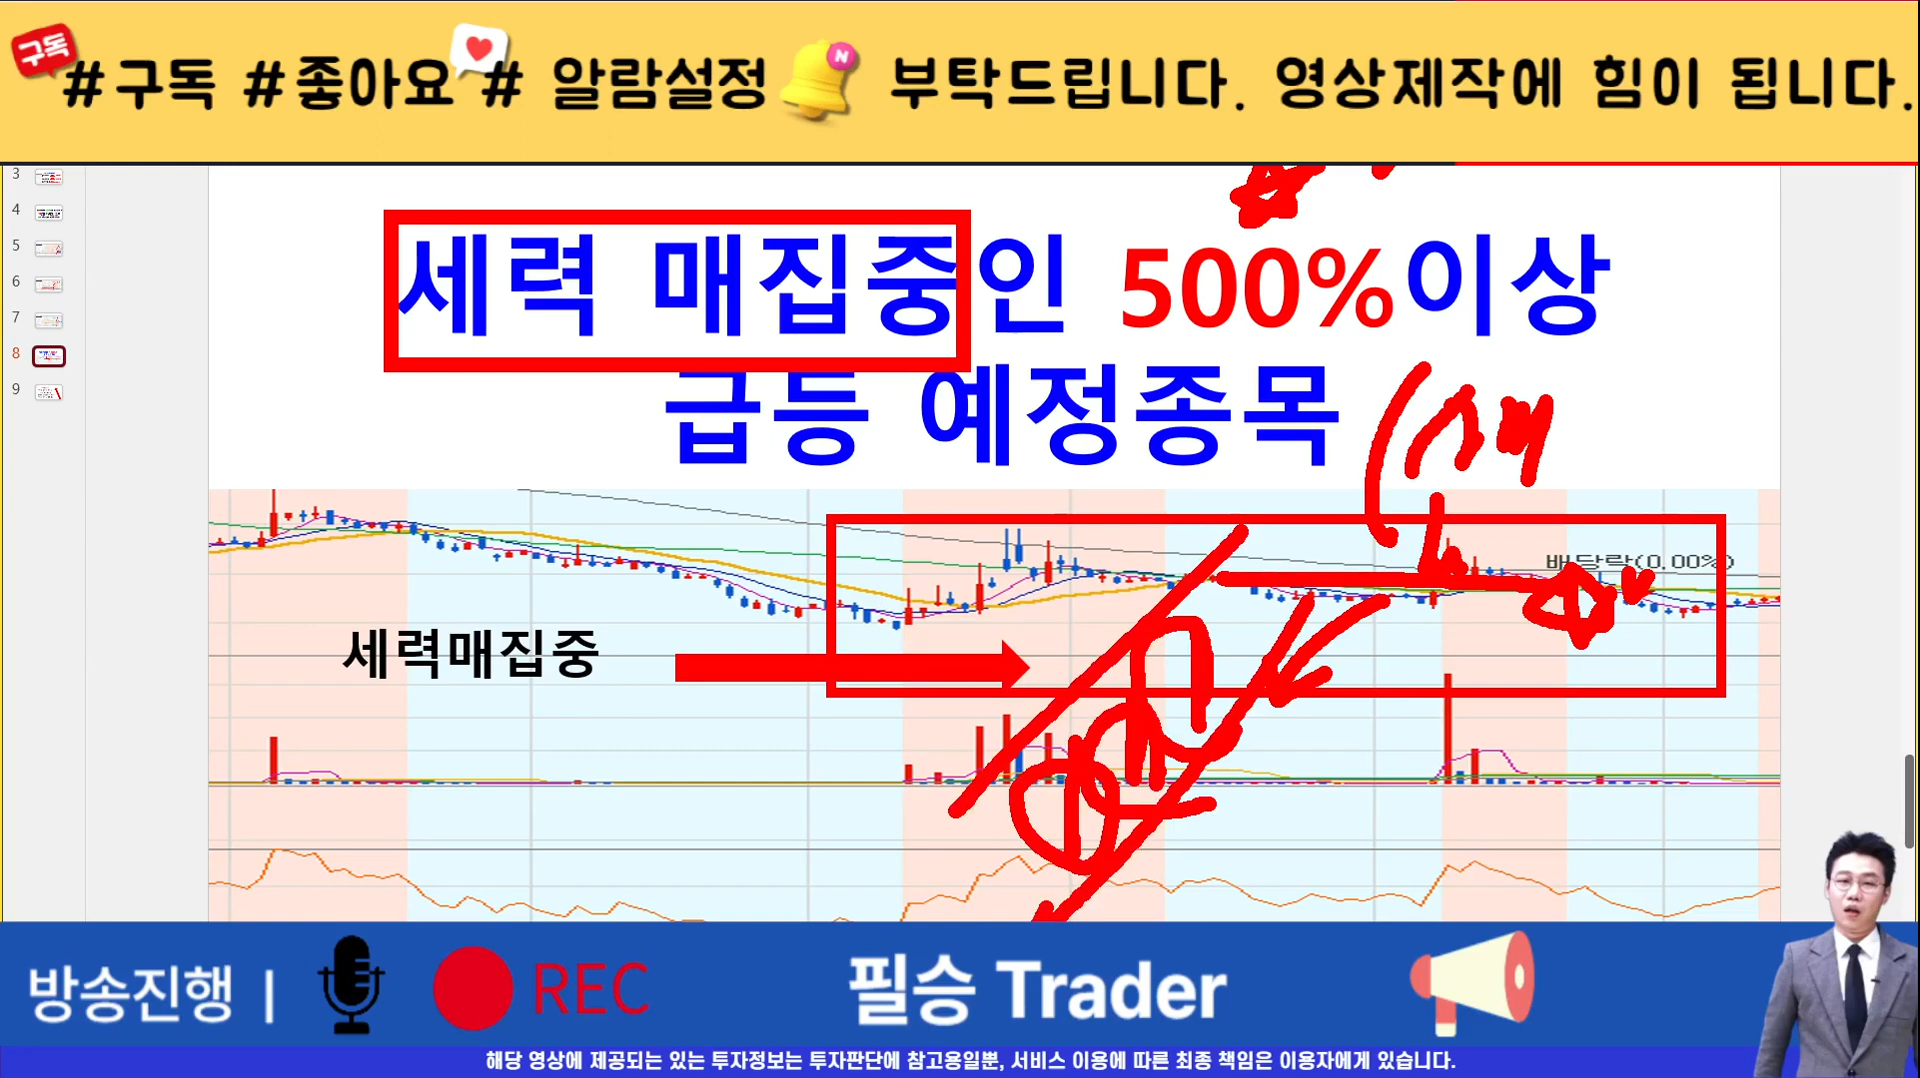 구독
#구독 #좋아요 # 알람설정 N 부탁드립니다. 영상제작에 힘이 됩니다.
3
4
5
6
7
8
9
세력 매집중인 500%이상
급등 예정종목
배당락(0.00%)
세력매집중
방송진행 | REC 필승 Trader
해당 영상에 제공되는 있는 투자정보는 투자판단에 참고용일뿐, 서비스 이용에 따른 최종 책임은 이용자에게 있습니다.